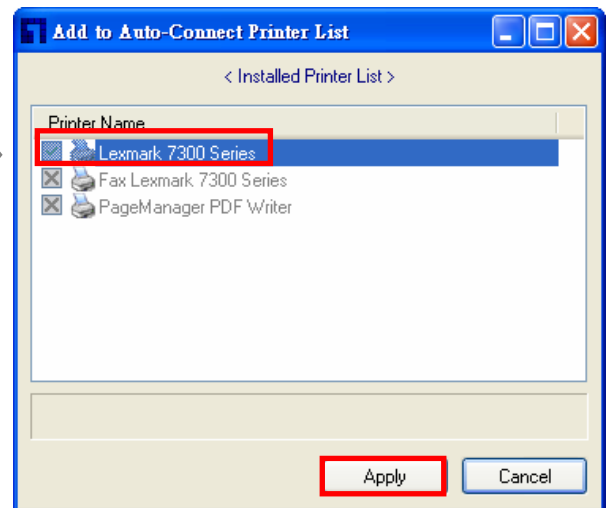 Add to Auto-Connect Printer List
< Installed Printer List >
Printer Name
Lexmark 7300 Series
Fax Lexmark 7300 Series
PageManager PDF Writer
Apply Cancel